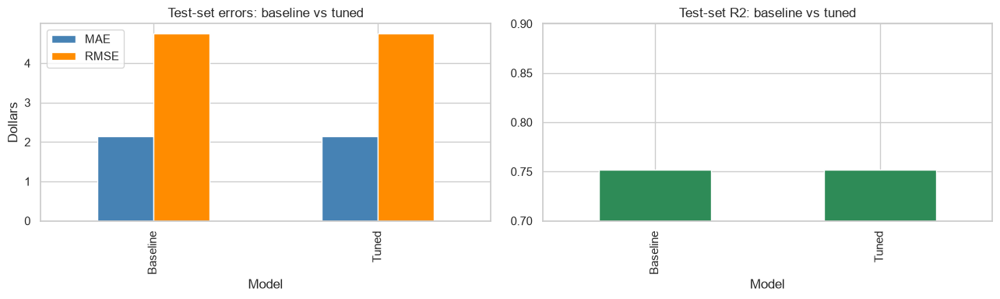 Test-set errors: baseline vs tuned
MAE
RMSE
4
3
2
1
0
Dollars
Baseline
Tuned
Model
Test-set R2: baseline vs tuned
0.90
0.85
0.80
0.75
0.70
Baseline
Tuned
Model